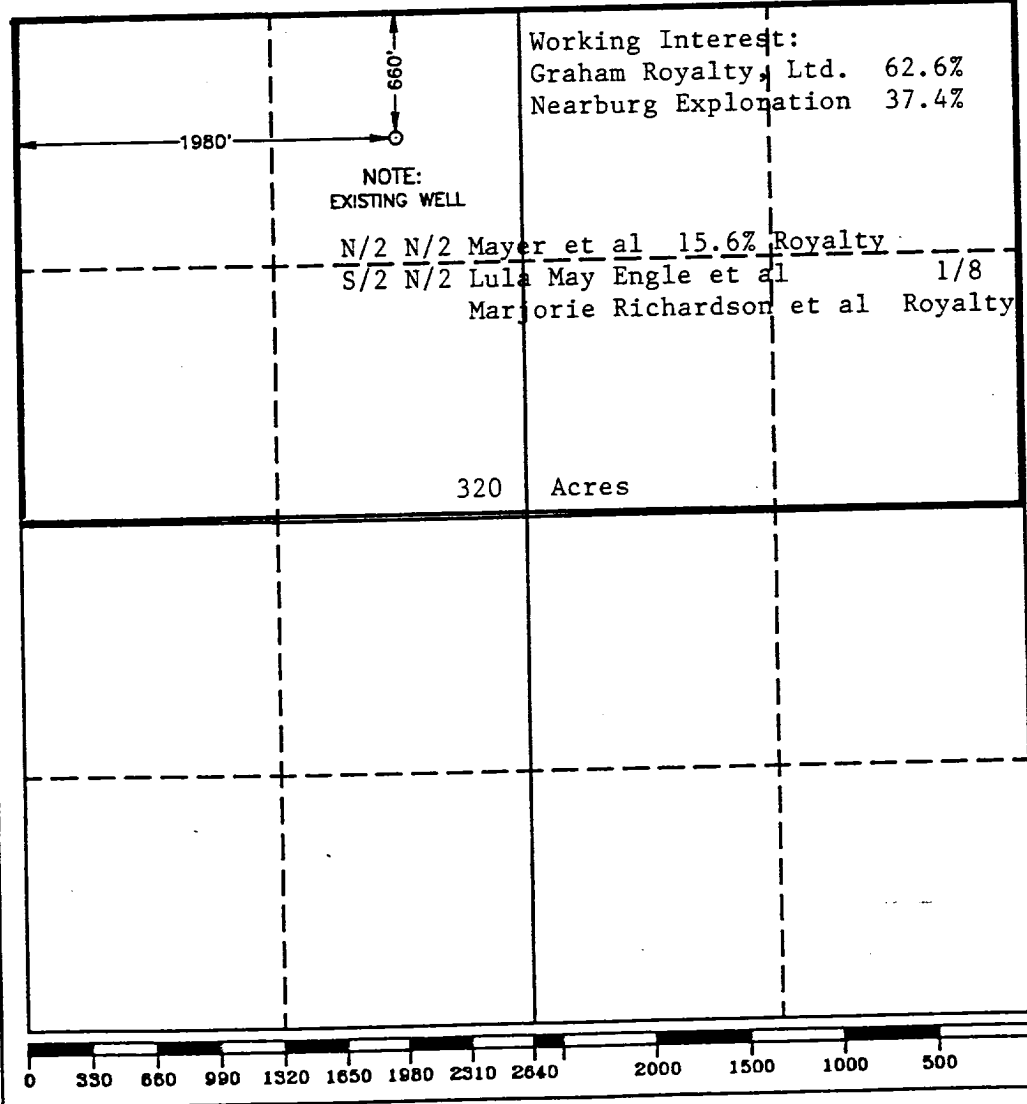 Working Interest:
Graham Royalty, Ltd. 62.6%
Nearburg Exploration 37.4%
660'
1980'
NOTE:
EXISTING WELL
N/2 N/2 Mayer et al 15.6% Royalty
S/2 N/2 Lula May Engle et al 1/8
Marjorie Richardson et al Royalty
320 Acres
0 330 660 990 1320 1650 1980 2310 2640 2000 1500 1000 500